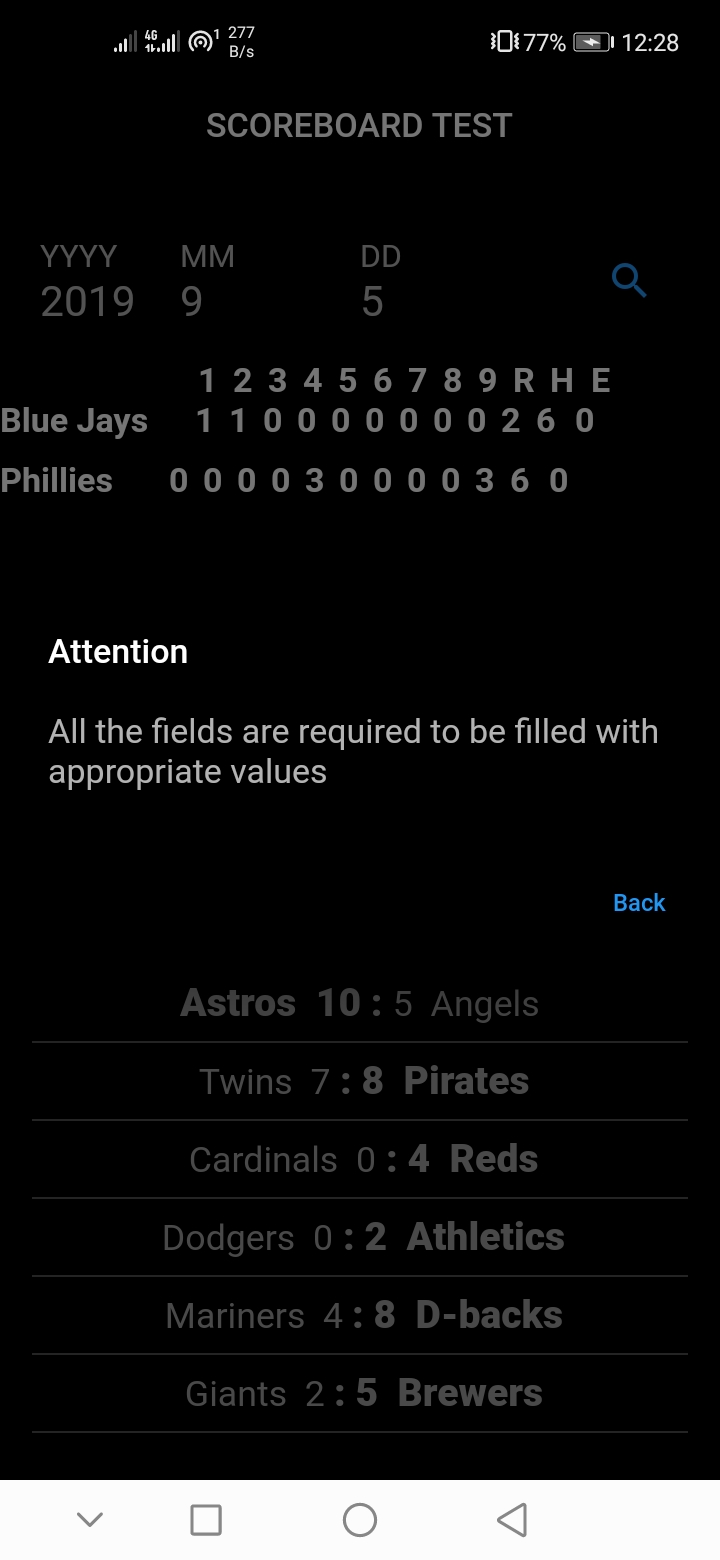 4G 1 277 B/s 77% 12:28
SCOREBOARD TEST
YYYY MM DD
2019 9 5
1 2 3 4 5 6 7 8 9 R H E
Blue Jays 1 1 0 0 0 0 0 0 0 2 6 0
Phillies 0 0 0 0 3 0 0 0 0 3 6 0
Attention
All the fields are required to be filled with
appropriate values
Back
Astros 10 : 5 Angels
Twins 7 : 8 Pirates
Cardinals 0 : 4 Reds
Dodgers 0 : 2 Athletics
Mariners 4 : 8 D-backs
Giants 2 : 5 Brewers